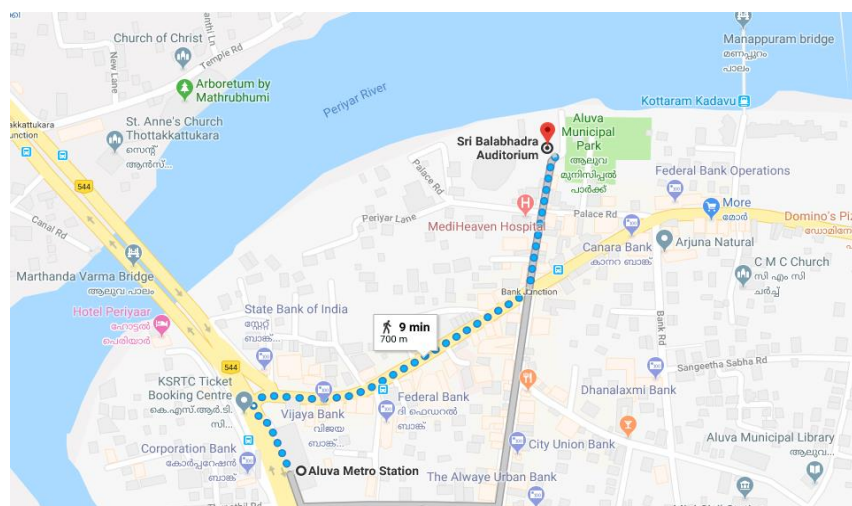 Church of Christ
Temple Rd
New Lane
Arboretum by
Mathrubhumi
Periyar River
Manappuram bridge
മണപ്പുറം
പാലം
Kottaram Kadavu
St. Anne's Church
Thottakkattukara
സെന്റ്
ആൻസ്...
544
Sri Balabhadra
Auditorium
Aluva
Municipal
Park
ആലുവ
മുനിസിപ്പൽ
പാർക്ക്
Federal Bank Operations
More
മോർ
Domino's Piz
ഡോമിനോ
Palace Rd
Periyar Lane
MediHeaven Hospital
Palace Rd
Canal Rd
Canara Bank
കാനറ ബാങ്ക്
Arjuna Natural
Marthanda Varma Bridge
ആലുവ പാലം
C M C Church
സി എം സി
ചർച്ച്
Bank Junction
Hotel Periyaar
ഹോട്ടൽ
പെരിയാർ
State Bank of India
സ്റ്റേറ്റ്
ബാങ്ക്...
9 min
700 m
Bank Rd
Sangeetha Sabha Rd
544
KSRTC Ticket
Booking Centre
കെ.എസ്.ആർ.ടി.
സി...
Vijaya Bank
വിജയ
ബാങ്ക്...
Federal Bank
ദി ഫെഡറൽ
ബാങ്ക്
Dhanalaxmi Bank
Corporation Bank
കോർപ്പറേഷൻ
ബാങ്ക്
City Union Bank
Aluva Municipal Library
ആലുവ...
Aluva Metro Station
The Alwaye Urban Bank